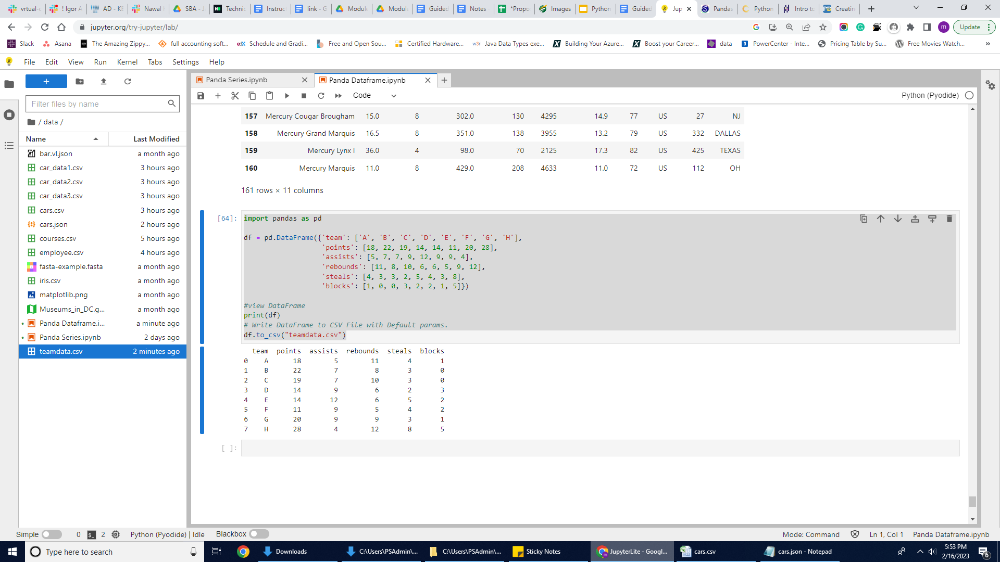 vrtual-c
! Igor A
AD - KE
Nawal
SBA - J
Technic
Instruct
link - G
Module
Module
Guided
Notes
*Propo
Images
Python
Guided
Jup
Pandas
Python
Intro to
Creatin
jupyter.org/try-jupyter/lab/
m
Update
Slack
Asana
The Amazing Zippy...
full accounting soft...
Schedule and Gradi...
Free and Open Sou...
Certified Hardware...
Java Data Types exe...
Building Your Azure...
Boost your Career...
data
PowerCenter - Inte...
Pricing Table by Su...
Free Movies Watch...
»
File Edit View Run Kernel Tabs Settings Help
Filter files by name
/ data /
Name Last Modified
bar.vl.json a month ago
car_data1.csv 3 hours ago
car_data2.csv 3 hours ago
car_data3.csv 3 hours ago
cars.csv 3 hours ago
cars.json 2 hours ago
courses.csv 5 hours ago
employee.csv 4 hours ago
fasta-example.fasta a month ago
iris.csv a month ago
matplotlib.png a month ago
Museums_in_DC.g... a month ago
Panda Dataframe.i... a minute ago
Panda Series.ipynb 2 days ago
teamdata.csv 2 minutes ago
Panda Series.ipynb
Panda Dataframe.ipynb
Code
Python (Pyodide)
157 Mercury Cougar Brougham 15.0 8 302.0 130 4295 14.9 77 US 27 NJ
158 Mercury Grand Marquis 16.5 8 351.0 138 3955 13.2 79 US 332 DALLAS
159 Mercury Lynx l 36.0 4 98.0 70 2125 17.3 82 US 425 TEXAS
160 Mercury Marquis 11.0 8 429.0 208 4633 11.0 72 US 112 OH
161 rows × 11 columns
[64]:
import pandas as pd
df = pd.DataFrame({'team': ['A', 'B', 'C', 'D', 'E', 'F', 'G', 'H'],
'points': [18, 22, 19, 14, 14, 11, 20, 28],
'assists': [5, 7, 7, 9, 12, 9, 9, 4],
'rebounds': [11, 8, 10, 6, 6, 5, 9, 12],
'steals': [4, 3, 3, 2, 5, 4, 3, 8],
'blocks': [1, 0, 0, 3, 2, 2, 1, 5]})
#view DataFrame
print(df)
# Write DataFrame to CSV File with Default params.
df.to_csv("teamdata.csv")
team points assists rebounds steals blocks
0 A 18 5 11 4 1
1 B 22 7 8 3 0
2 C 19 7 10 3 0
3 D 14 9 6 2 3
4 E 14 12 6 5 2
5 F 11 9 5 4 2
6 G 20 9 9 3 1
7 H 28 4 12 8 5
[ ]:
Simple 0 2 Python (Pyodide) | Idle Blackbox Mode: Command Ln 1, Col 1 Panda Dataframe.ipynb
Type here to search
Downloads
C:\Users\PSAdmin\...
C:\Users\PSAdmin\...
Sticky Notes
JupyterLite - Googl...
cars.csv
cars.json - Notepad
5:53 PM
2/16/2023
6